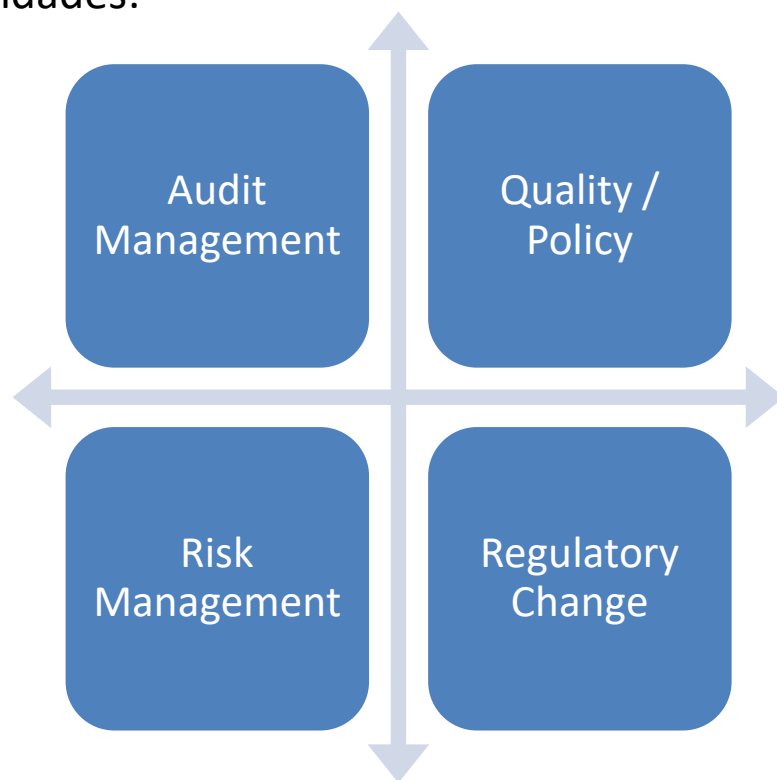 Audit
Management
Quality /
Policy
Risk
Management
Regulatory
Change